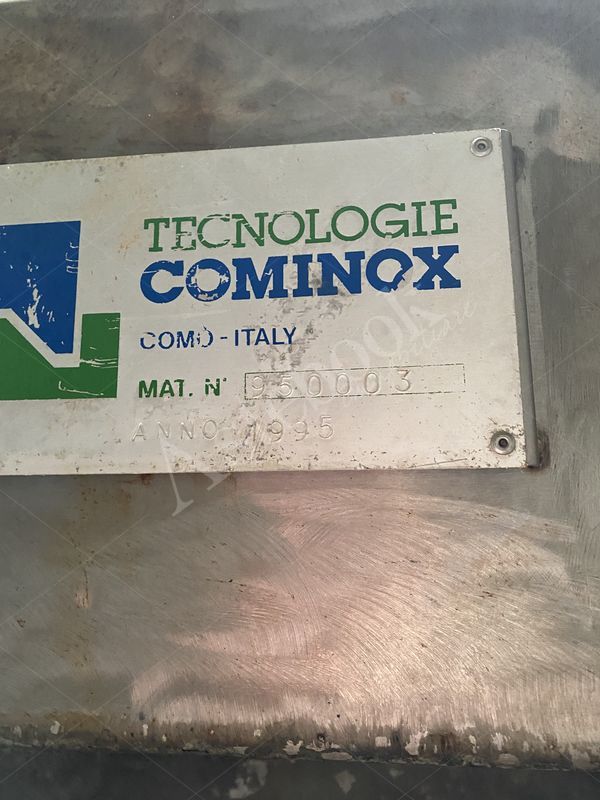 TECNOLOGIE
COMINOX
COMO - ITALY
MAT. N° 950003
ANNO 1995